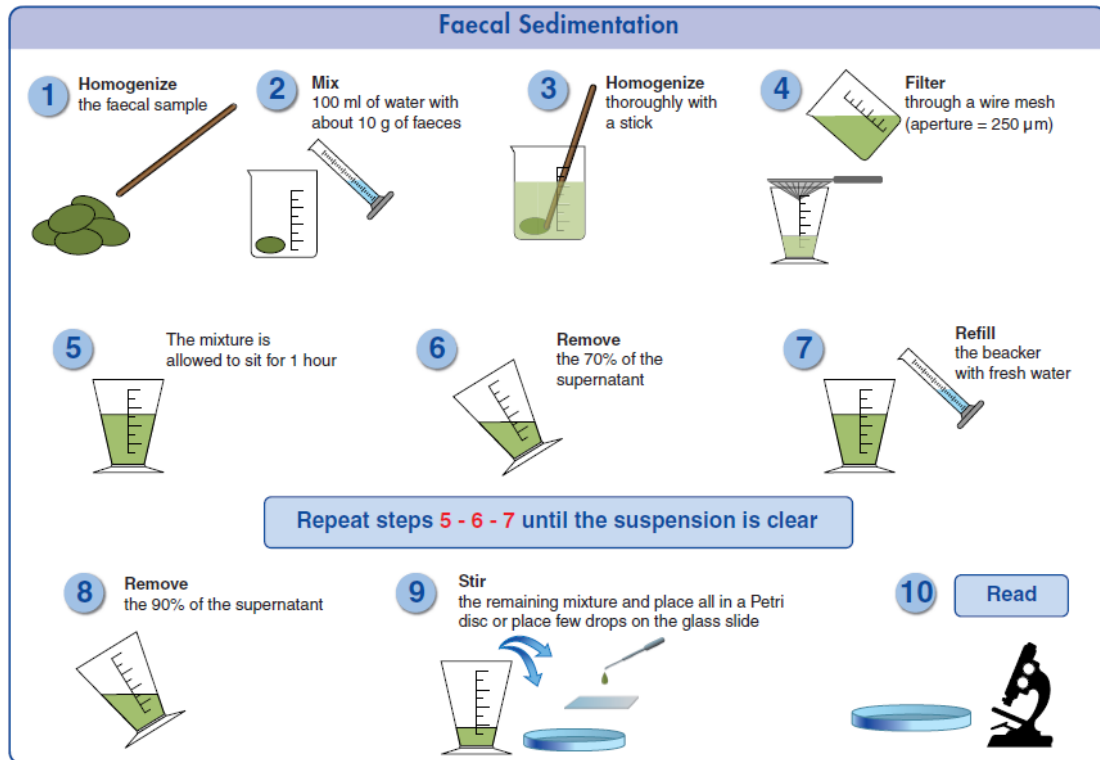 Faecal Sedimentation
1
Homogenize
the faecal sample
2
Mix
100 ml of water with
about 10 g of faeces
3
Homogenize
thoroughly with
a stick
4
Filter
through a wire mesh
(aperture = 250 µm)
5
The mixture is
allowed to sit for 1 hour
6
Remove
the 70% of the
supernatant
7
Refill
the beacker
with fresh water
Repeat steps 5 - 6 - 7 until the suspension is clear
8
Remove
the 90% of the supernatant
9
Stir
the remaining mixture and place all in a Petri
disc or place few drops on the glass slide
10
Read